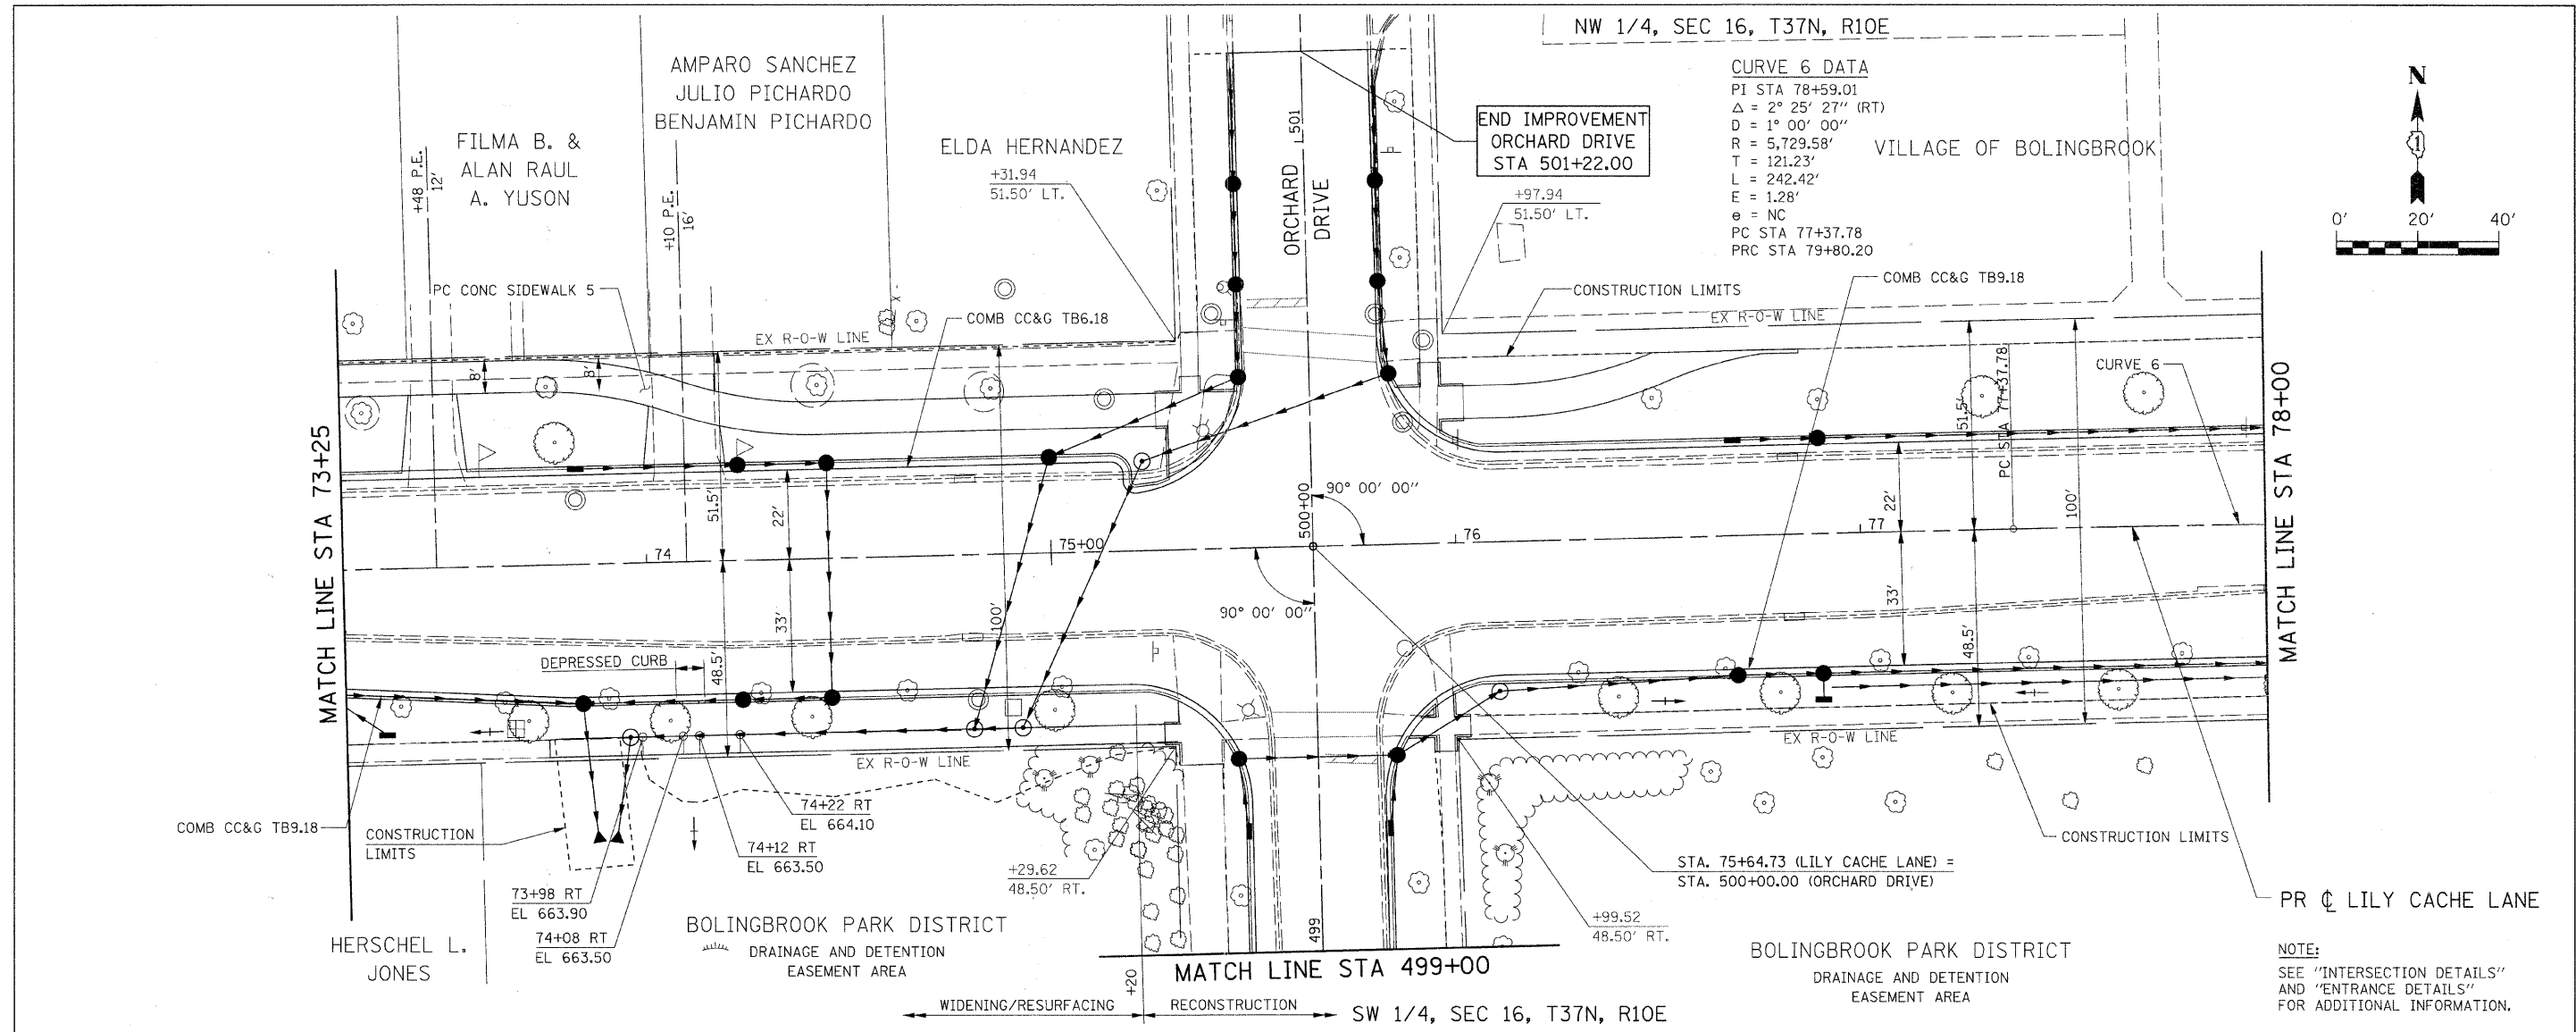 NW 1/4, SEC 16, T37N, R10E
AMPARO SANCHEZ
JULIO PICHARDO
BENJAMIN PICHARDO
FILMA B. &
ALAN RAUL
A. YUSON
ELDA HERNANDEZ
+31.94
51.50' LT.
+48 P.E.
12'
+10 P.E.
16'
501
ORCHARD
DRIVE
END IMPROVEMENT
ORCHARD DRIVE
STA 501+22.00
+97.94
51.50' LT.
CURVE 6 DATA
PI STA 78+59.01
Δ = 2° 25' 27" (RT)
D = 1° 00' 00"
R = 5,729.58'
T = 121.23'
L = 242.42'
E = 1.28'
e = NC
PC STA 77+37.78
PRC STA 79+80.20
VILLAGE OF BOLINGBROOK
N
1
0' 20' 40'
PC CONC SIDEWALK 5
COMB CC&G TB6.18
EX R-O-W LINE
CONSTRUCTION LIMITS
COMB CC&G TB9.18
EX R-O-W LINE
CURVE 6
8'
8'
MATCH LINE STA 73+25
MATCH LINE STA 78+00
51.5'
22'
100'
33'
48.5'
74
75+00
500+00
90° 00' 00"
90° 00' 00"
76
77
51.5'
PC STA 77+37.78
22'
100'
33'
48.5'
DEPRESSED CURB
EX R-O-W LINE
EX R-O-W LINE
COMB CC&G TB9.18
CONSTRUCTION
LIMITS
74+22 RT
EL 664.10
74+12 RT
EL 663.50
73+98 RT
EL 663.90
74+08 RT
EL 663.50
+29.62
48.50' RT.
STA. 75+64.73 (LILY CACHE LANE) =
STA. 500+00.00 (ORCHARD DRIVE)
CONSTRUCTION LIMITS
+99.52
48.50' RT.
PR ℄ LILY CACHE LANE
HERSCHEL L.
JONES
BOLINGBROOK PARK DISTRICT
DRAINAGE AND DETENTION
EASEMENT AREA
499
MATCH LINE STA 499+00
+20
WIDENING/RESURFACING
RECONSTRUCTION
SW 1/4, SEC 16, T37N, R10E
BOLINGBROOK PARK DISTRICT
DRAINAGE AND DETENTION
EASEMENT AREA
NOTE:
SEE "INTERSECTION DETAILS"
AND "ENTRANCE DETAILS"
FOR ADDITIONAL INFORMATION.